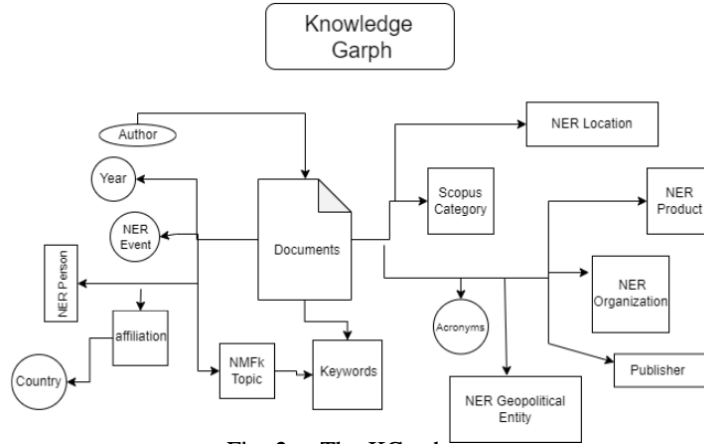 Knowledge
Garph
Author
NER Location
Year
Scopus
Category
NER
Product
NER
Event
Documents
NER Person
NER
Organization
affiliation
Acronyms
Country
NMFk
Topic
Keywords
Publisher
NER Geopolitical
Entity